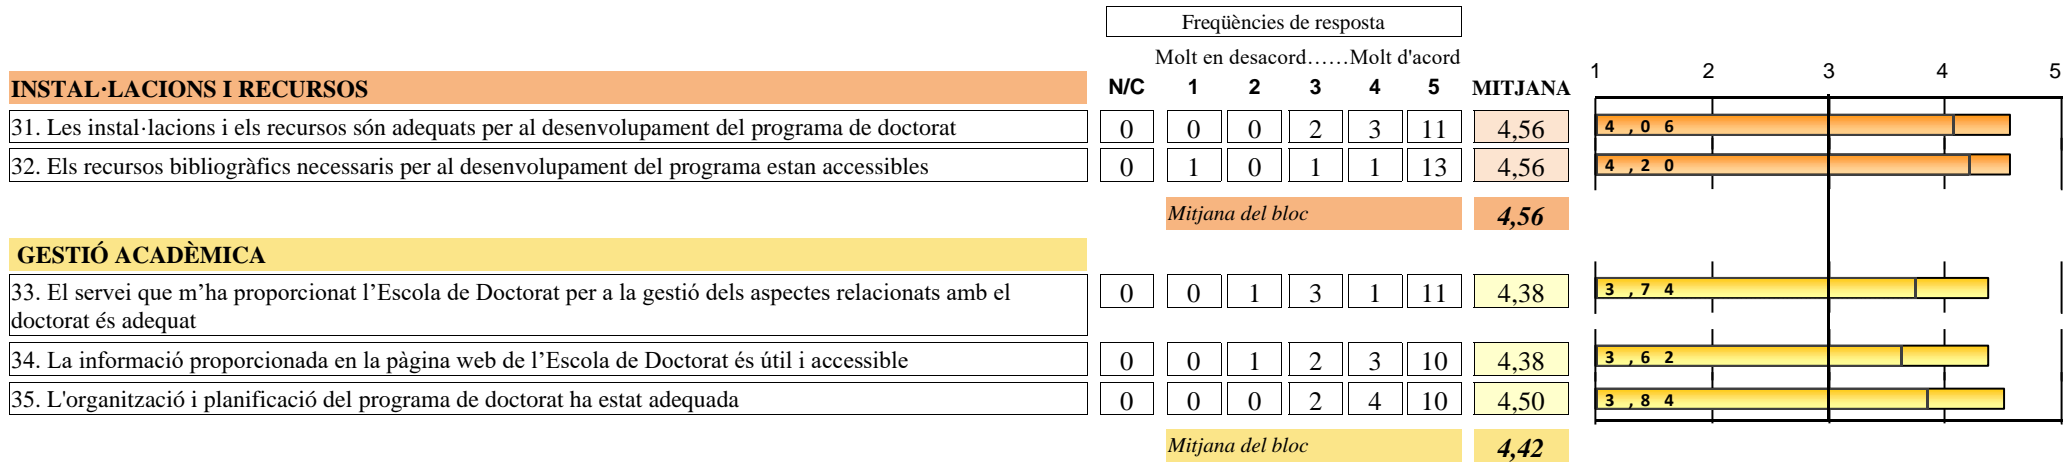 Freqüències de resposta
Molt en desacord……Molt d'acord
INSTAL·LACIONS I RECURSOS N/C 1 2 3 4 5 MITJANA 1 2 3 4 5
31. Les instal·lacions i els recursos són adequats per al desenvolupament del programa de doctorat 0 0 0 2 3 11 4,56 4,06
32. Els recursos bibliogràfics necessaris per al desenvolupament del programa estan accessibles 0 1 0 1 1 13 4,56 4,20
Mitjana del bloc 4,56
GESTIÓ ACADÈMICA
33. El servei que m’ha proporcionat l’Escola de Doctorat per a la gestió dels aspectes relacionats amb el
doctorat és adequat 0 0 1 3 1 11 4,38 3,74
34. La informació proporcionada en la pàgina web de l’Escola de Doctorat és útil i accessible 0 0 1 2 3 10 4,38 3,62
35. L'organització i planificació del programa de doctorat ha estat adequada 0 0 0 2 4 10 4,50 3,84
Mitjana del bloc 4,42